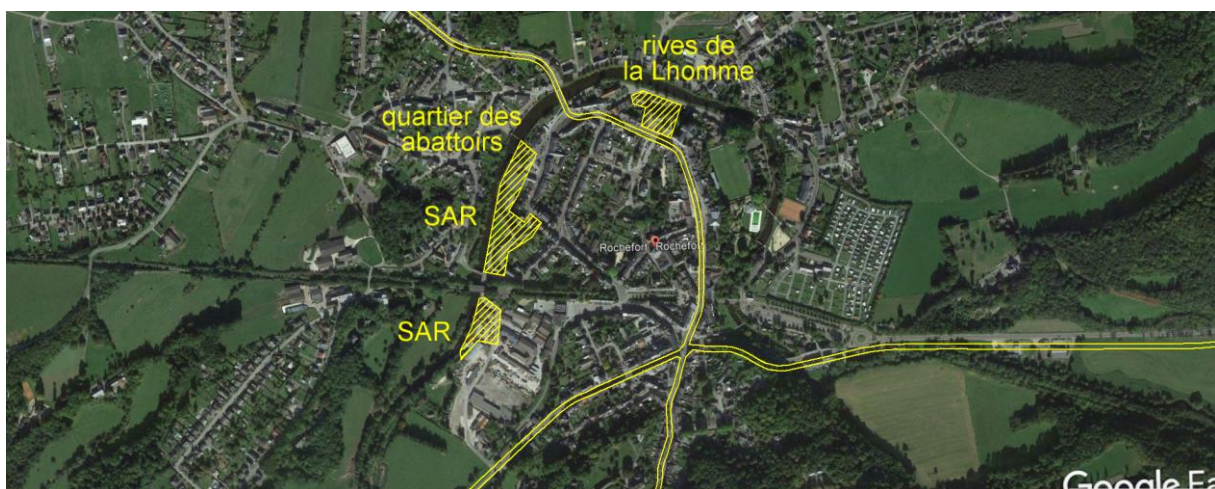 rives de
la Lhomme
quartier des
abattoirs
SAR
Rochefort Rochefort
SAR
Google Ea